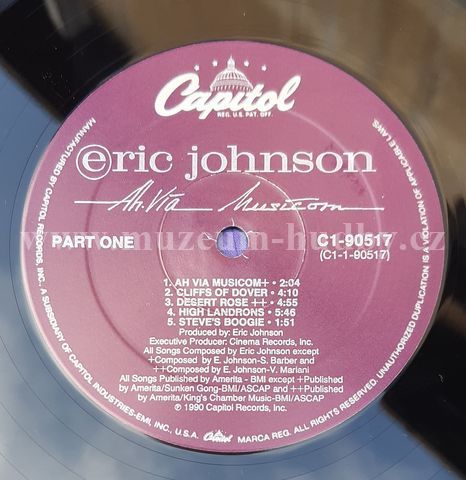 Capitol
REG. U.S. PAT. OFF.
eric johnson
Ah Via Musicom
www.muzeum-hudby.cz
PART ONE
C1-90517
(C1-1-90517)
1. AH VIA MUSICOM+ • 2:04
2. CLIFFS OF DOVER • 4:10
3. DESERT ROSE ++ • 4:55
4. HIGH LANDRONS • 5:46
5. STEVE'S BOOGIE • 1:51
Produced by: Eric Johnson
Executive Producer: Cinema Records, Inc.
All Songs Composed by Eric Johnson except
+Composed by E. Johnson-S. Barber and
++Composed by E. Johnson-V. Mariani
All Songs Published by Amerita - BMI except +Published
by Amerita/Sunken Gong-BMI/ASCAP and ++Published
by Amerita/King's Chamber Music-BMI/ASCAP
℗ 1990 Capitol Records, Inc.
MANUFACTURED BY CAPITOL RECORDS, INC., A SUBSIDIARY OF CAPITOL INDUSTRIES-EMI, INC., U.S.A. Capitol MARCA REG. ALL RIGHTS RESERVED. UNAUTHORIZED DUPLICATION IS A VIOLATION OF APPLICABLE LAWS.